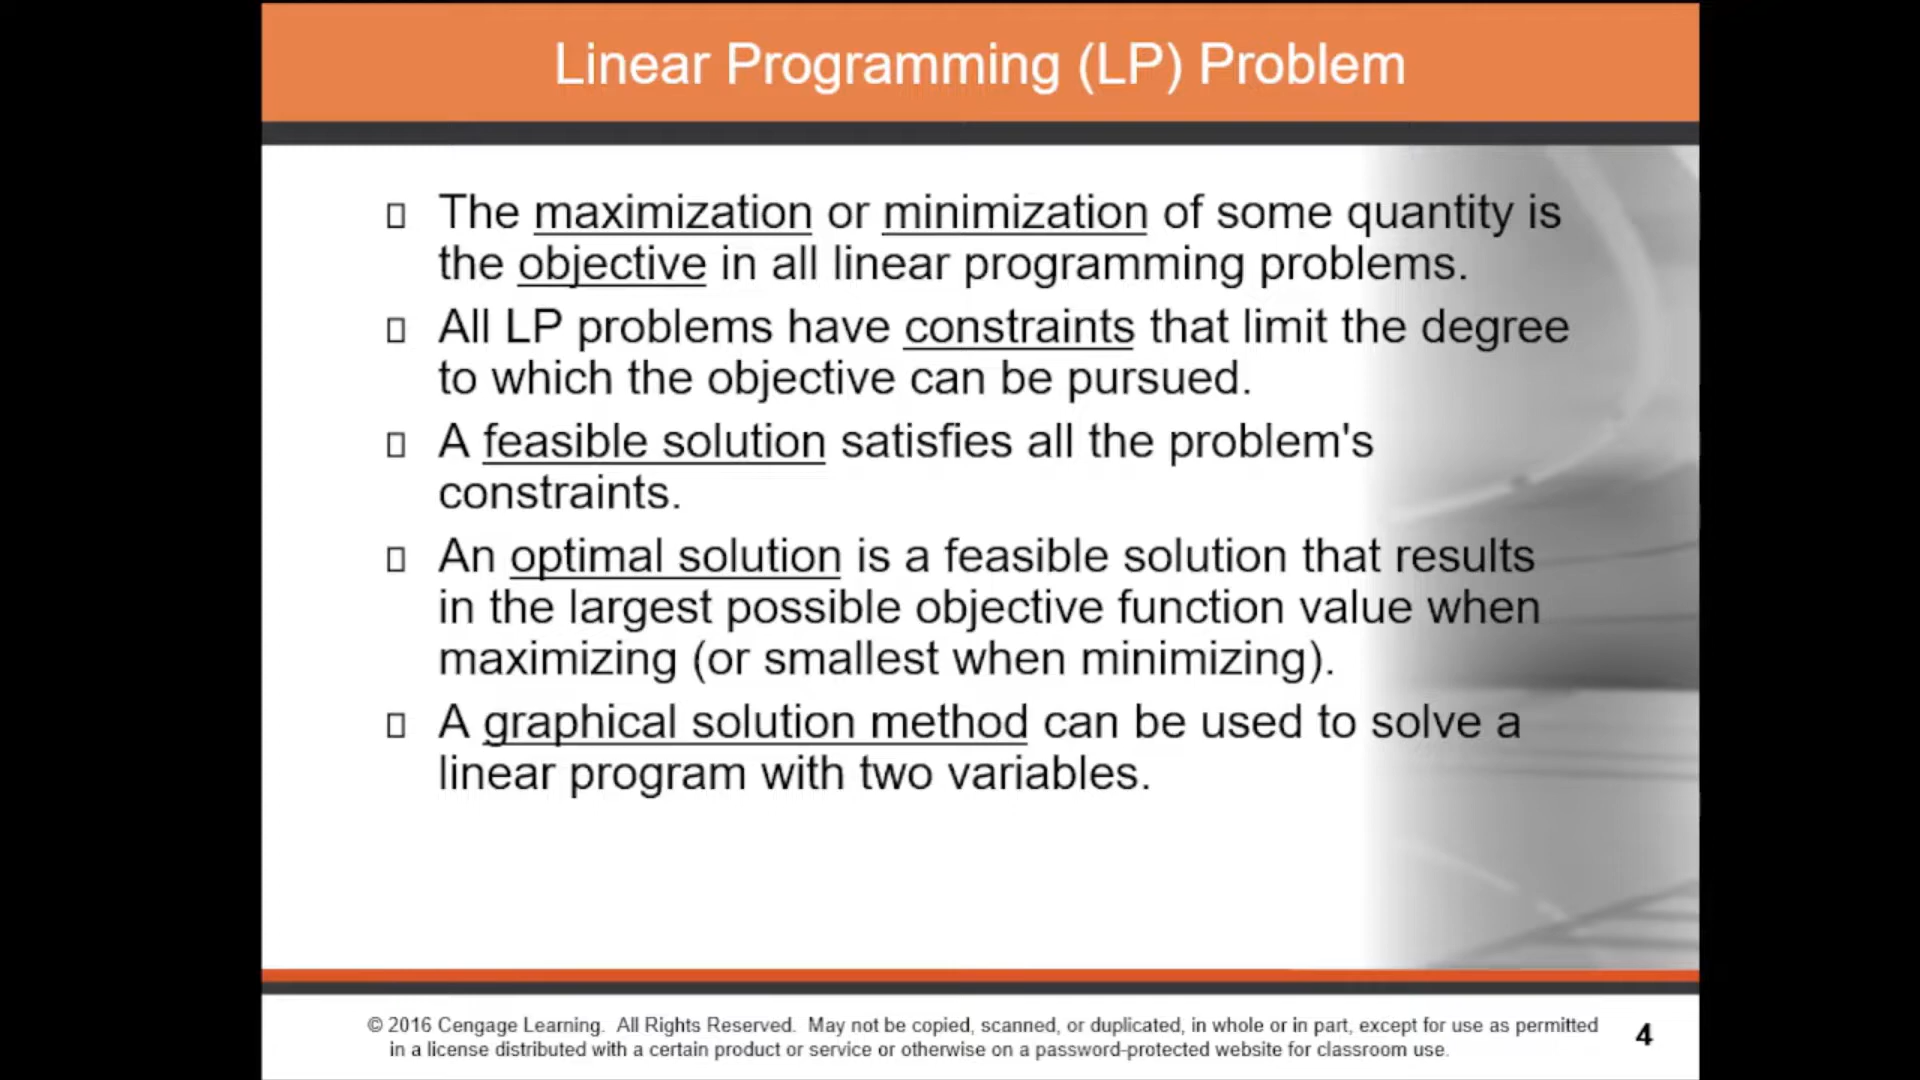 Linear Programming (LP) Problem
The maximization or minimization of some quantity is
the objective in all linear programming problems.
All LP problems have constraints that limit the degree
to which the objective can be pursued.
A feasible solution satisfies all the problem's
constraints.
An optimal solution is a feasible solution that results
in the largest possible objective function value when
maximizing (or smallest when minimizing).
A graphical solution method can be used to solve a
linear program with two variables.
© 2016 Cengage Learning. All Rights Reserved. May not be copied, scanned, or duplicated, in whole or in part, except for use as permitted
in a license distributed with a certain product or service or otherwise on a password-protected website for classroom use.
4